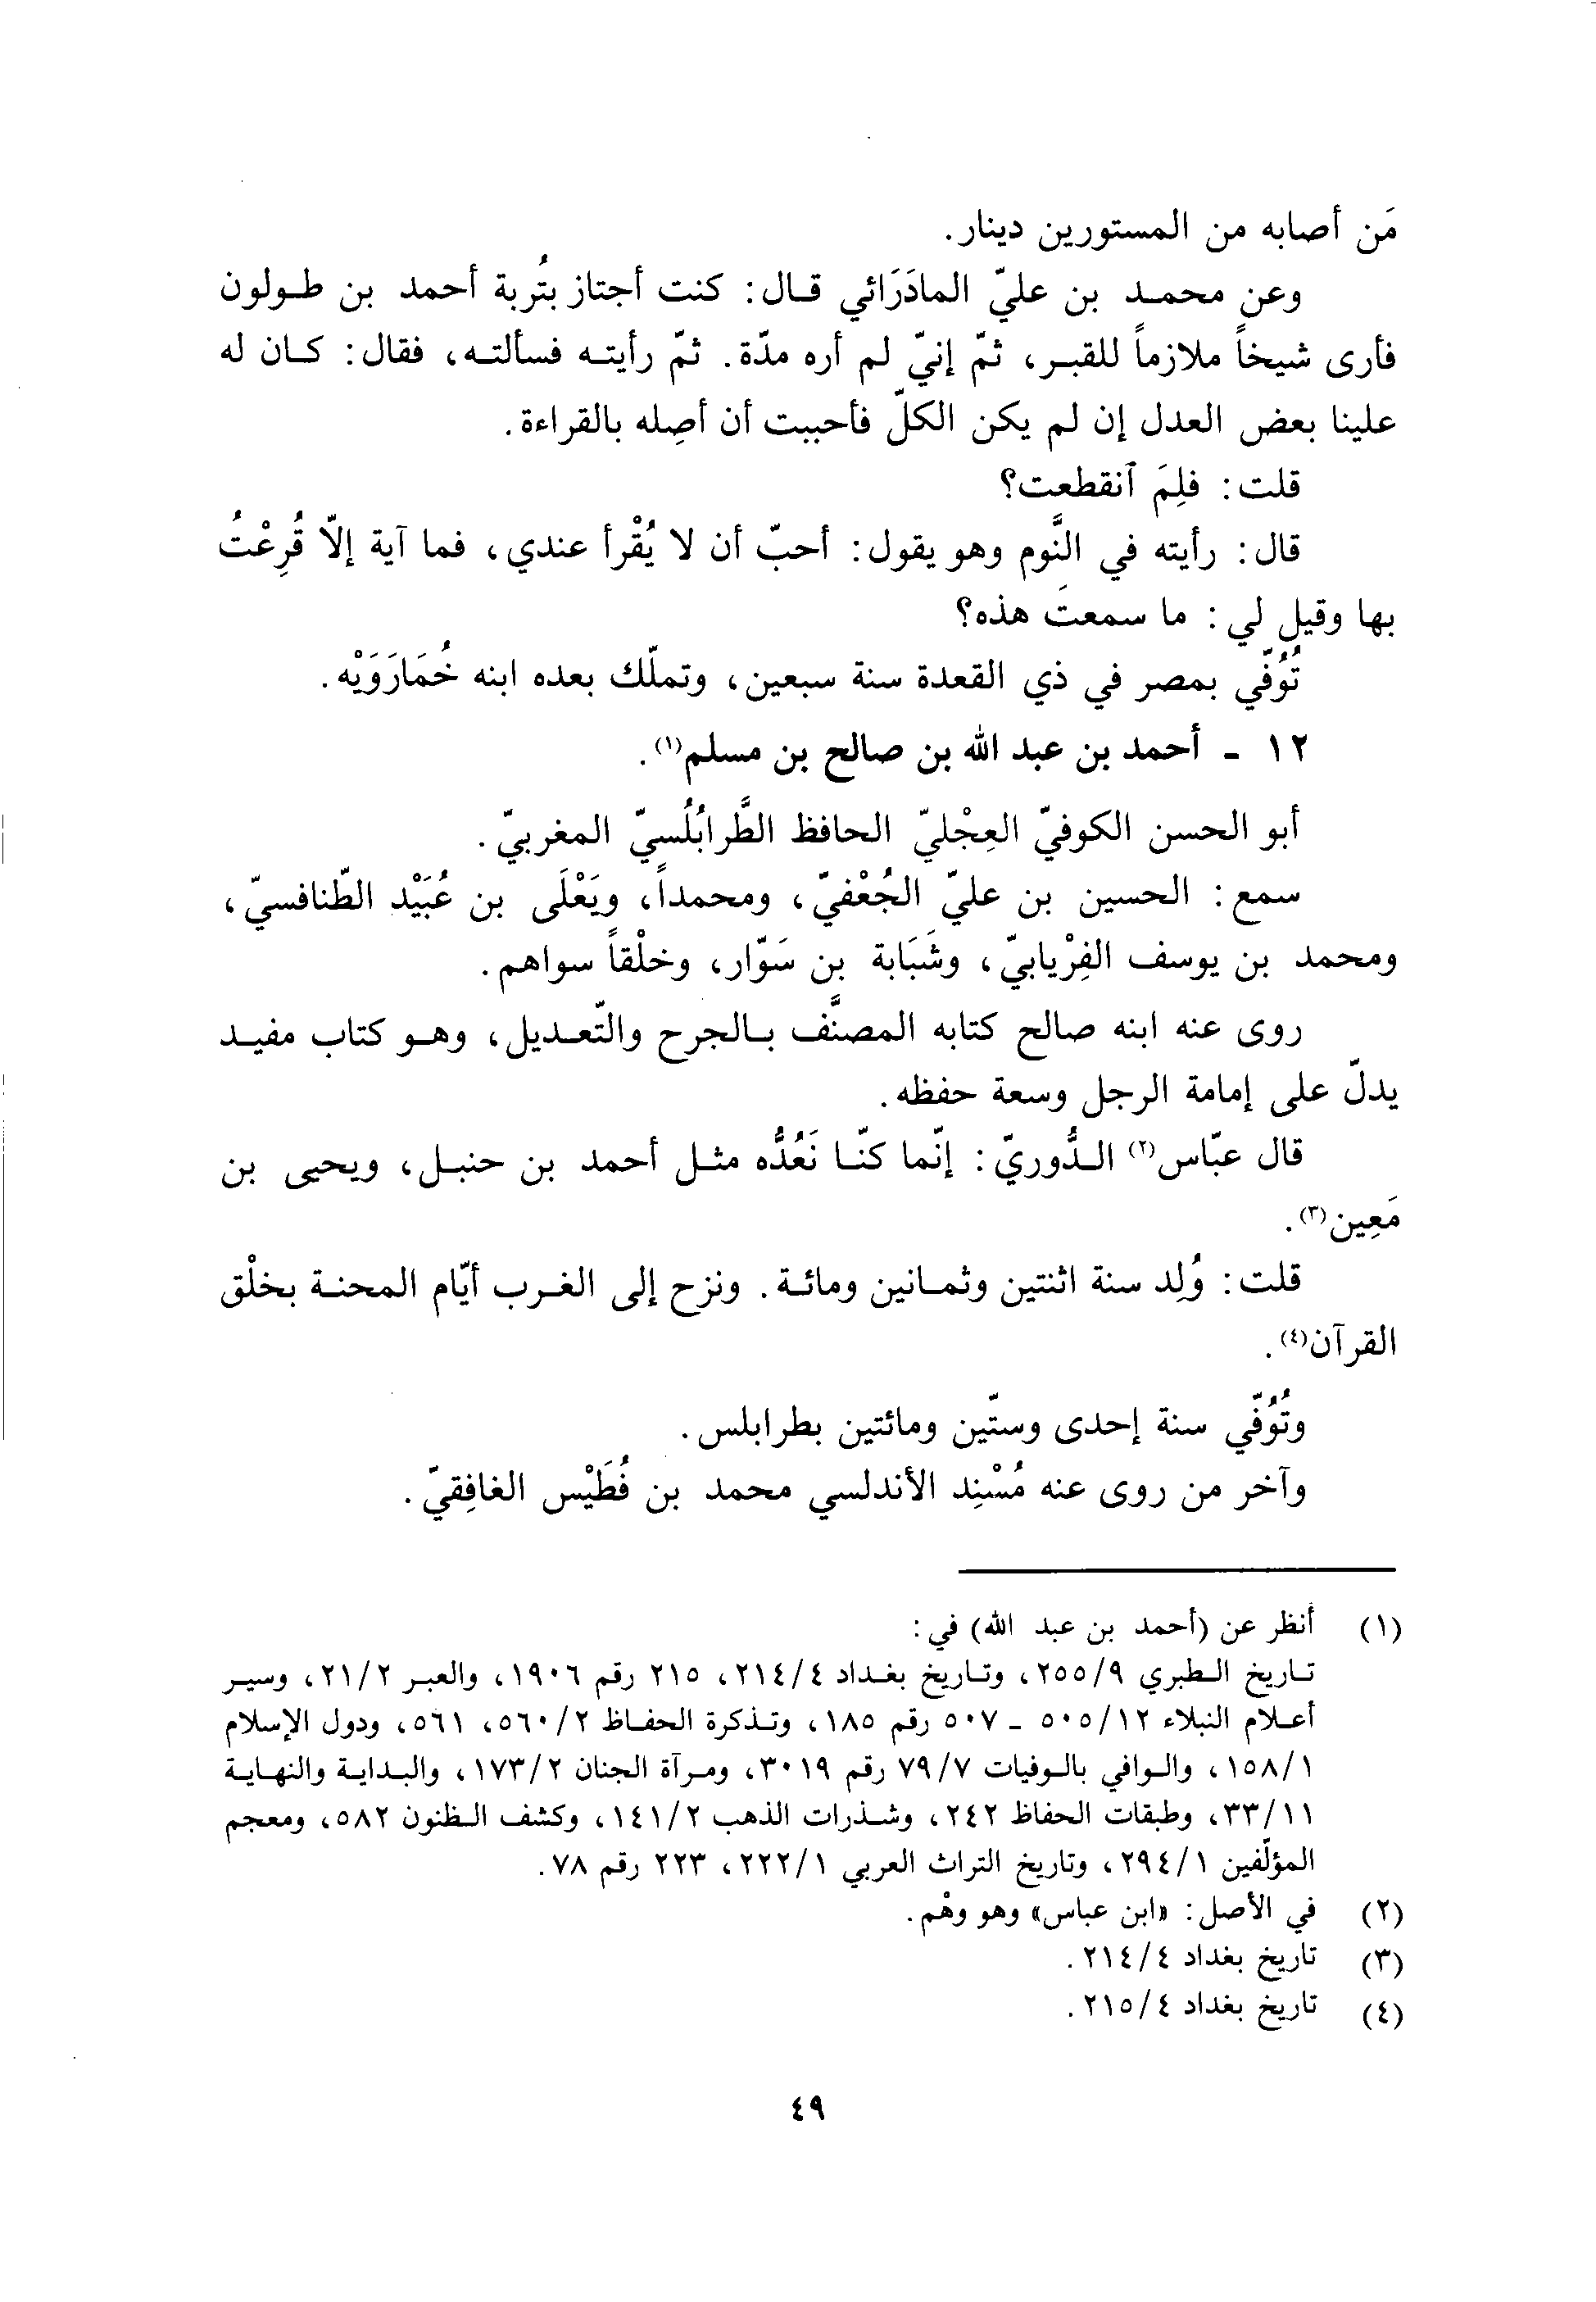 مَن أصابه من المستورين دينار.
وعن محمد بن عليّ المادَرَائي قال: كنت أجتاز بتُربة أحمد بن طولون
فأرى شيخاً ملازماً للقبر، ثمّ إنيّ لم أره مدّة. ثمّ رأيته فسألته، فقال: كان له
علينا بعض العدل إن لم يكن الكلّ فأحببت أن أصِله بالقراءة.
قلت: فلِمَ ٱنقطعت؟
قال: رأيته في النَّوم وهو يقول: أحبّ أن لا يُقْرأ عندي، فما آية إلّا قُرِعْتُ
بها وقيل لي: ما سمعتَ هذه؟
تُوُفّي بمصر في ذي القعدة سنة سبعين، وتملّك بعده ابنه خُمَارَوَيْه.
١٢ - أحمد بن عبد الله بن صالح بن مسلم(١).
أبو الحسن الكوفيّ العِجْليّ الحافظ الطَّرابُلُسيّ المغربيّ.
سمع: الحسين بن عليّ الجُعْفيّ، ومحمداً، ويَعْلَى بن عُبَيْد الطّنافسيّ،
ومحمد بن يوسف الفِرْيابيّ، وشَبَابة بن سَوّار، وخلْقاً سواهم.
روى عنه ابنه صالح كتابه المصنَّف بالجرح والتّعديل، وهو كتاب مفيد
يدلّ على إمامة الرجل وسعة حفظه.
قال عبّاس(٢) الدُّوريّ: إنّما كنّا نَعُدُّه مثل أحمد بن حنبل، ويحيى بن
مَعِين(٣).
قلت: وُلِد سنة اثنتين وثمانين ومائة. ونزح إلى الغرب أيّام المحنة بخلْق
القرآن(٤).
وتُوُفّي سنة إحدى وستّين ومائتين بطرابلس.
وآخر من روى عنه مُسْنِد الأندلسي محمد بن فُطَيْس الغافِقيّ.
(١) أنظر عن (أحمد بن عبد الله) في:
تاريخ الطبري ٢٥٥/٩، وتاريخ بغداد ٢١٤/٤، ٢١٥ رقم ١٩٠٦، والعبر ٢١/٢، وسير
أعلام النبلاء ٥٠٥/١٢ - ٥٠٧ رقم ١٨٥، وتذكرة الحفاظ ٥٦٠/٢، ٥٦١، ودول الإسلام
١٥٨/١، والوافي بالوفيات ٧٩/٧ رقم ٣٠١٩، ومرآة الجنان ١٧٣/٢، والبداية والنهاية
٣٣/١١، وطبقات الحفاظ ٢٤٢، وشذرات الذهب ١٤١/٢، وكشف الظنون ٥٨٢، ومعجم
المؤلّفين ٢٩٤/١، وتاريخ التراث العربي ٢٢٢/١، ٢٢٣ رقم ٧٨.
(٢) في الأصل: «ابن عباس» وهو وهْم.
(٣) تاريخ بغداد ٢١٤/٤.
(٤) تاريخ بغداد ٢١٥/٤.
٤٩